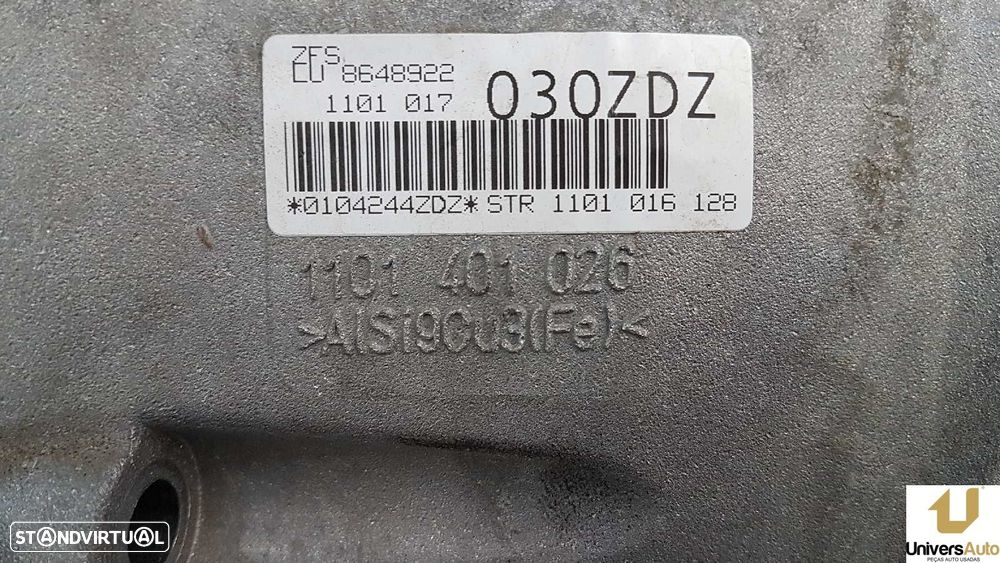 ZFS
LU 8648922
1101 017
030ZDZ
*0104244ZDZ* STR 1101 016 128
1101 401 026
>AlSi9Cu3(Fe)<
STANDVIRTUAL
UniversAuto
PEÇAS AUTO USADAS